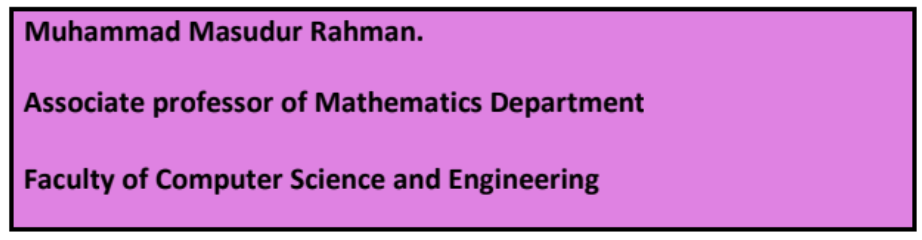 Muhammad Masudur Rahman.
Associate professor of Mathematics Department
Faculty of Computer Science and Engineering